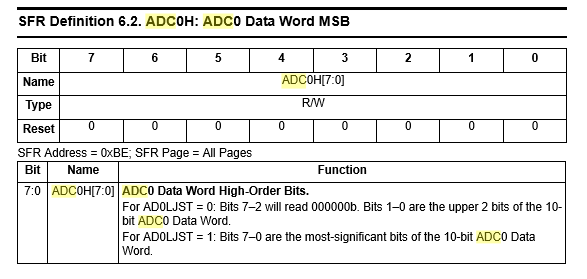 SFR Definition 6.2. ADC0H: ADC0 Data Word MSB
Bit 7 6 5 4 3 2 1 0
Name ADC0H[7:0]
Type R/W
Reset 0 0 0 0 0 0 0 0
SFR Address = 0xBE; SFR Page = All Pages
Bit Name Function
7:0 ADC0H[7:0] ADC0 Data Word High-Order Bits.
For AD0LJST = 0: Bits 7–2 will read 000000b. Bits 1–0 are the upper 2 bits of the 10-
bit ADC0 Data Word.
For AD0LJST = 1: Bits 7–0 are the most-significant bits of the 10-bit ADC0 Data
Word.